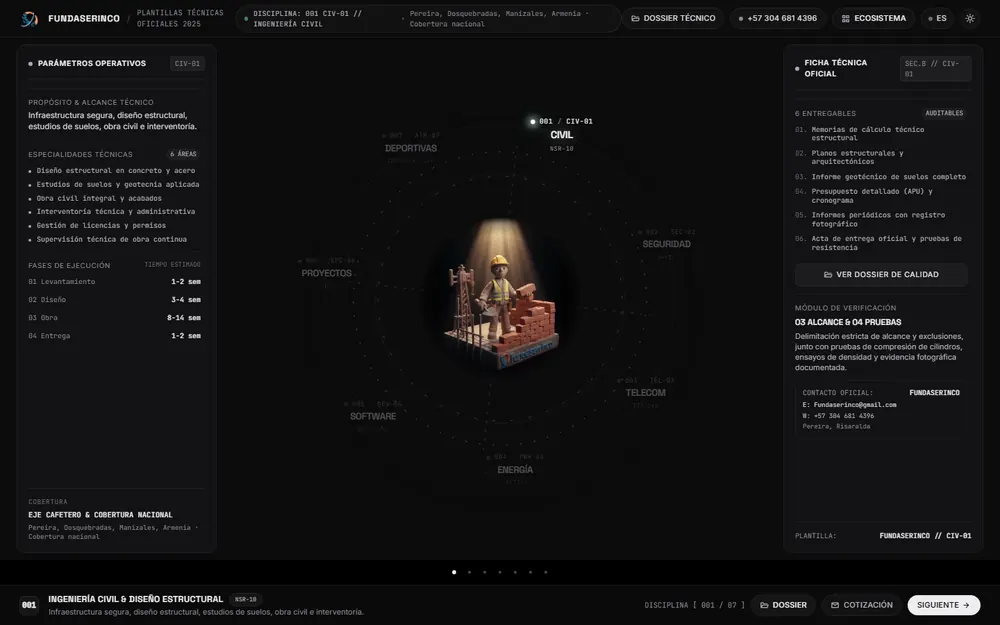 FUNDASERINCO / PLANTILLAS TÉCNICAS OFICIALES 2025
DISCIPLINA: 001 CIV-01 // INGENIERÍA CIVIL
Pereira, Dosquebradas, Manizales, Armenia · Cobertura nacional
DOSSIER TÉCNICO
+57 304 681 4396
ECOSISTEMA
ES
PARÁMETROS OPERATIVOS
CIV-01
PROPÓSITO & ALCANCE TÉCNICO
Infraestructura segura, diseño estructural,
estudios de suelos, obra civil e interventoría.
ESPECIALIDADES TÉCNICAS
6 ÁREAS
Diseño estructural en concreto y acero
Estudios de suelos y geotecnia aplicada
Obra civil integral y acabados
Interventoría técnica y administrativa
Gestión de licencias y permisos
Supervisión técnica de obra continua
FASES DE EJECUCIÓN
TIEMPO ESTIMADO
01 Levantamiento 1-2 sem
02 Diseño 3-4 sem
03 Obra 8-14 sem
04 Entrega 1-2 sem
COBERTURA
EJE CAFETERO & COBERTURA NACIONAL
Pereira, Dosquebradas, Manizales, Armenia ·
Cobertura nacional
001 / CIV-01
CIVIL
NSR-10
DEPORTIVAS
SEGURIDAD
PROYECTOS
TELECOM
SOFTWARE
ENERGÍA
FICHA TÉCNICA
OFICIAL
SEC.B // CIV-
01
6 ENTREGABLES
AUDITABLES
01. Memorias de cálculo técnico
estructural
02. Planos estructurales y
arquitectónicos
03. Informe geotécnico de suelos completo
04. Presupuesto detallado (APU) y
cronograma
05. Informes periódicos con registro
fotográfico
06. Acta de entrega oficial y pruebas de
resistencia
VER DOSSIER DE CALIDAD
MÓDULO DE VERIFICACIÓN
03 ALCANCE & 04 PRUEBAS
Delimitación estricta de alcance y exclusiones,
junto con pruebas de compresión de cilindros,
ensayos de densidad y evidencia fotográfica
documentada.
CONTACTO OFICIAL: FUNDASERINCO
E: Fundaserinco@gmail.com
W: +57 304 681 4396
Pereira, Risaralda
PLANTILLA: FUNDASERINCO // CIV-01
001
INGENIERÍA CIVIL & DISEÑO ESTRUCTURAL
NSR-10
Infraestructura segura, diseño estructural, estudios de suelos, obra civil e interventoría.
DISCIPLINA [ 001 / 07 ]
DOSSIER
COTIZACIÓN
SIGUIENTE →